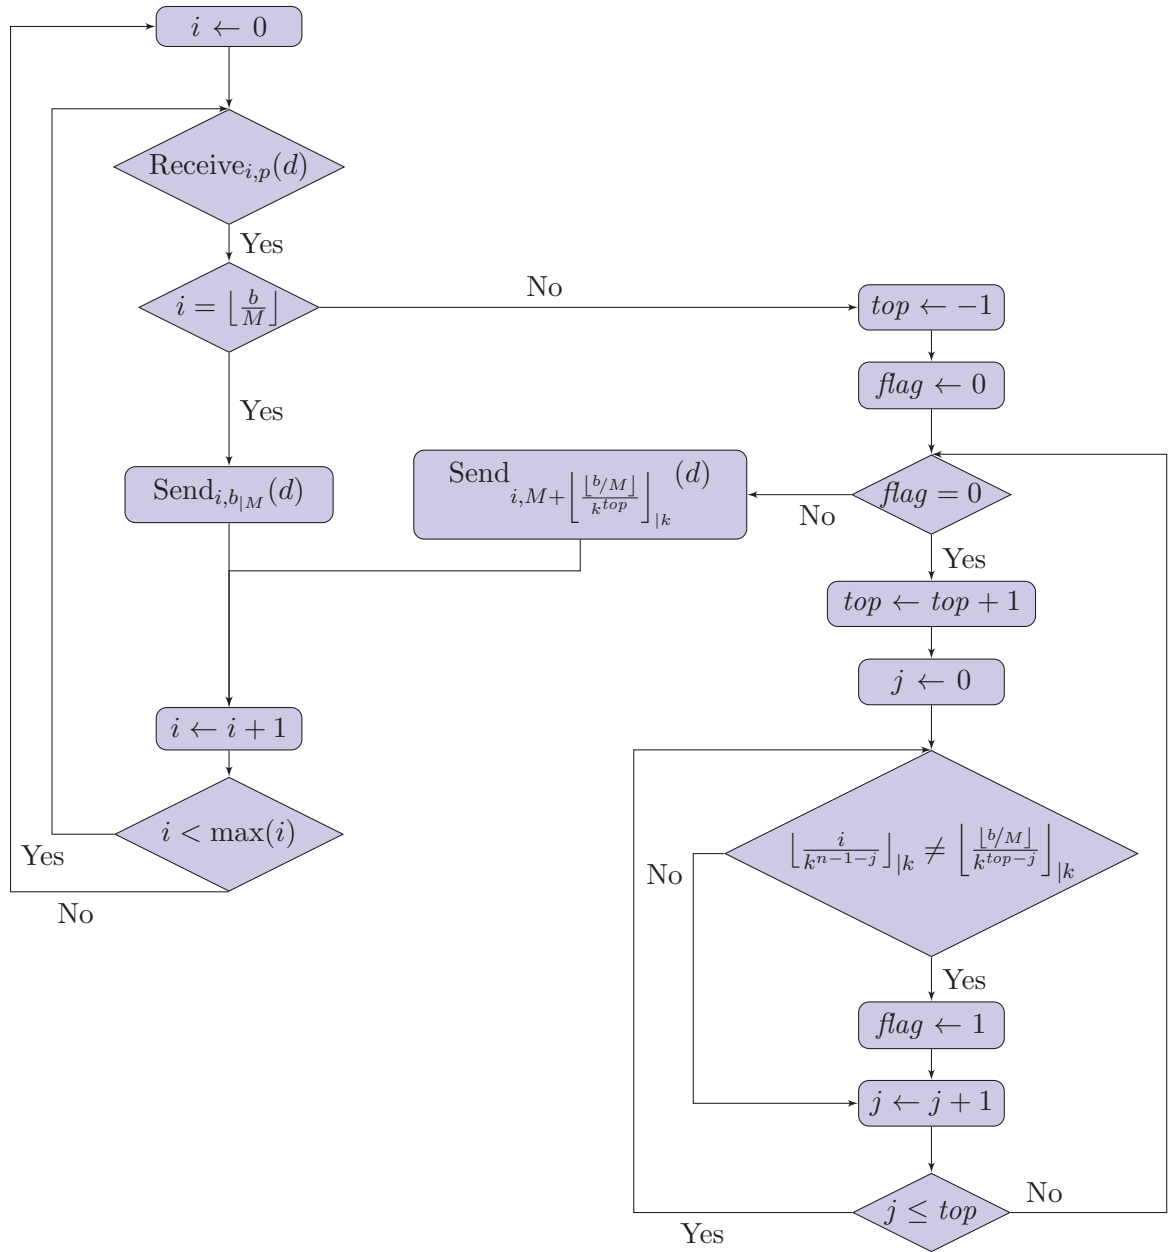 i ← 0
Receive_{i,p}(d)
Yes
i = ⌊b/M⌋
No
top ← −1
flag ← 0
Yes
Send_{i,b_{|M}}(d)
Send_{i,M+⌊⌊b/M⌋/k^{top}⌋_{|k}}(d)
flag = 0
No
Yes
top ← top + 1
j ← 0
i ← i + 1
i < max(i)
Yes
No
⌊i/k^{n−1−j}⌋_{|k} ≠ ⌊⌊b/M⌋/k^{top−j}⌋_{|k}
No
Yes
flag ← 1
j ← j + 1
j ≤ top
No
Yes